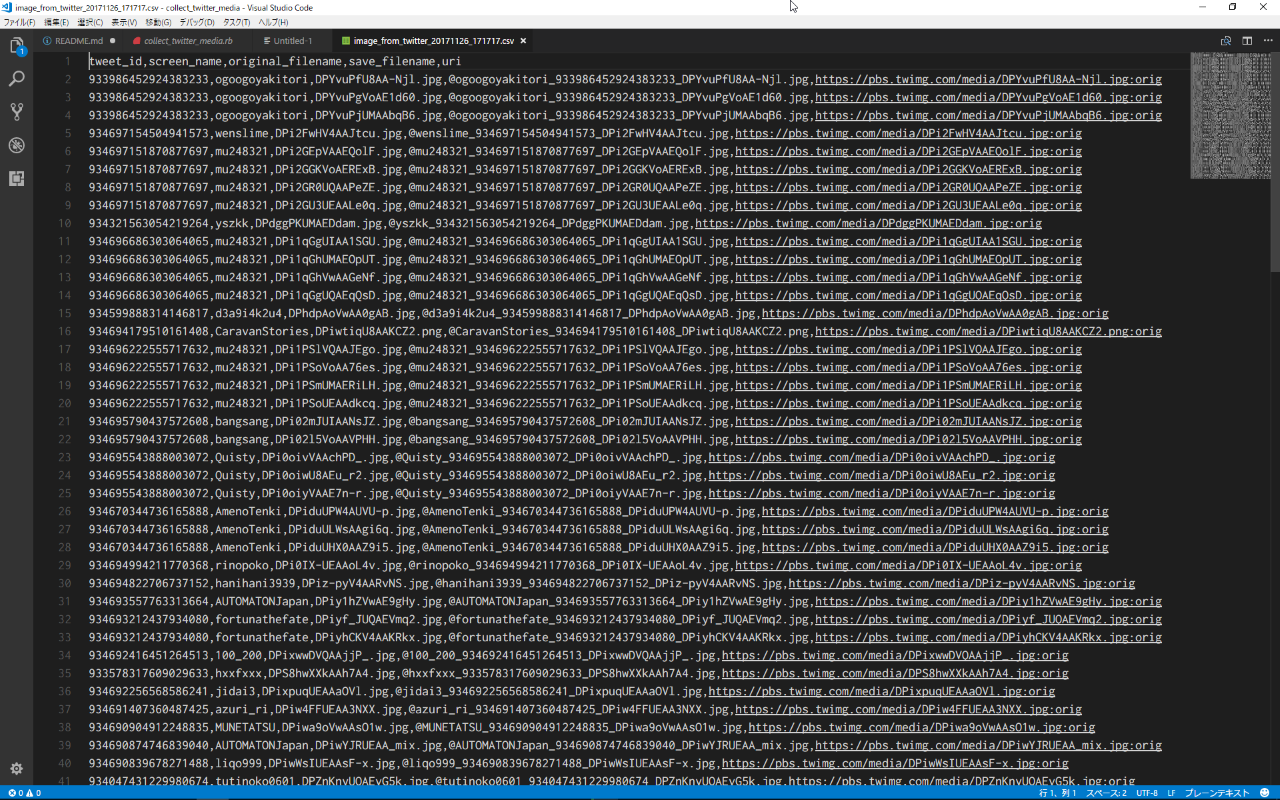 image_from_twitter_20171126_171717.csv - collect_twitter_media - Visual Studio Code
ファイル(F) 編集(E) 選択(C) 表示(V) 移動(G) デバッグ(D) タスク(T) ヘルプ(H)
README.md collect_twitter_media.rb Untitled-1 image_from_twitter_20171126_171717.csv
1 tweet_id,screen_name,original_filename,save_filename,uri
2 933986452924383233,ogoogoyakitori,DPYvuPfU8AA-Njl.jpg,@ogoogoyakitori_933986452924383233_DPYvuPfU8AA-Njl.jpg,https://pbs.twimg.com/media/DPYvuPfU8AA-Njl.jpg:orig
3 933986452924383233,ogoogoyakitori,DPYvuPgVoAE1d60.jpg,@ogoogoyakitori_933986452924383233_DPYvuPgVoAE1d60.jpg,https://pbs.twimg.com/media/DPYvuPgVoAE1d60.jpg:orig
4 933986452924383233,ogoogoyakitori,DPYvuPjUMAAbqB6.jpg,@ogoogoyakitori_933986452924383233_DPYvuPjUMAAbqB6.jpg,https://pbs.twimg.com/media/DPYvuPjUMAAbqB6.jpg:orig
5 934697154504941573,wenslime,DPi2FwHV4AAJtcu.jpg,@wenslime_934697154504941573_DPi2FwHV4AAJtcu.jpg,https://pbs.twimg.com/media/DPi2FwHV4AAJtcu.jpg:orig
6 934697151870877697,mu248321,DPi2GEpVAAEQolF.jpg,@mu248321_934697151870877697_DPi2GEpVAAEQolF.jpg,https://pbs.twimg.com/media/DPi2GEpVAAEQolF.jpg:orig
7 934697151870877697,mu248321,DPi2GGKVoAERExB.jpg,@mu248321_934697151870877697_DPi2GGKVoAERExB.jpg,https://pbs.twimg.com/media/DPi2GGKVoAERExB.jpg:orig
8 934697151870877697,mu248321,DPi2GR0UQAAPeZE.jpg,@mu248321_934697151870877697_DPi2GR0UQAAPeZE.jpg,https://pbs.twimg.com/media/DPi2GR0UQAAPeZE.jpg:orig
9 934697151870877697,mu248321,DPi2GU3UEAALe0q.jpg,@mu248321_934697151870877697_DPi2GU3UEAALe0q.jpg,https://pbs.twimg.com/media/DPi2GU3UEAALe0q.jpg:orig
10 934321563054219264,yszkk,DPdggPKUMAEDdam.jpg,@yszkk_934321563054219264_DPdggPKUMAEDdam.jpg,https://pbs.twimg.com/media/DPdggPKUMAEDdam.jpg:orig
11 934696686303064065,mu248321,DPi1qGgUIAA1SGU.jpg,@mu248321_934696686303064065_DPi1qGgUIAA1SGU.jpg,https://pbs.twimg.com/media/DPi1qGgUIAA1SGU.jpg:orig
12 934696686303064065,mu248321,DPi1qGhUMAEOpUT.jpg,@mu248321_934696686303064065_DPi1qGhUMAEOpUT.jpg,https://pbs.twimg.com/media/DPi1qGhUMAEOpUT.jpg:orig
13 934696686303064065,mu248321,DPi1qGhVwAAGeNf.jpg,@mu248321_934696686303064065_DPi1qGhVwAAGeNf.jpg,https://pbs.twimg.com/media/DPi1qGhVwAAGeNf.jpg:orig
14 934696686303064065,mu248321,DPi1qGgUQAEqQsD.jpg,@mu248321_934696686303064065_DPi1qGgUQAEqQsD.jpg,https://pbs.twimg.com/media/DPi1qGgUQAEqQsD.jpg:orig
15 934599888314146817,d3a9i4k2u4,DPhdpAoVwAA0gAB.jpg,@d3a9i4k2u4_934599888314146817_DPhdpAoVwAA0gAB.jpg,https://pbs.twimg.com/media/DPhdpAoVwAA0gAB.jpg:orig
16 934694179510161408,CaravanStories,DPiwtiqU8AAKCZ2.png,@CaravanStories_934694179510161408_DPiwtiqU8AAKCZ2.png,https://pbs.twimg.com/media/DPiwtiqU8AAKCZ2.png:orig
17 934696222555717632,mu248321,DPi1PSlVQAAJEgo.jpg,@mu248321_934696222555717632_DPi1PSlVQAAJEgo.jpg,https://pbs.twimg.com/media/DPi1PSlVQAAJEgo.jpg:orig
18 934696222555717632,mu248321,DPi1PSoVoAA76es.jpg,@mu248321_934696222555717632_DPi1PSoVoAA76es.jpg,https://pbs.twimg.com/media/DPi1PSoVoAA76es.jpg:orig
19 934696222555717632,mu248321,DPi1PSmUMAERiLH.jpg,@mu248321_934696222555717632_DPi1PSmUMAERiLH.jpg,https://pbs.twimg.com/media/DPi1PSmUMAERiLH.jpg:orig
20 934696222555717632,mu248321,DPi1PSoUEAAdkcq.jpg,@mu248321_934696222555717632_DPi1PSoUEAAdkcq.jpg,https://pbs.twimg.com/media/DPi1PSoUEAAdkcq.jpg:orig
21 934695790437572608,bangsang,DPi02mJUIAANsJZ.jpg,@bangsang_934695790437572608_DPi02mJUIAANsJZ.jpg,https://pbs.twimg.com/media/DPi02mJUIAANsJZ.jpg:orig
22 934695790437572608,bangsang,DPi02l5VoAAVPHH.jpg,@bangsang_934695790437572608_DPi02l5VoAAVPHH.jpg,https://pbs.twimg.com/media/DPi02l5VoAAVPHH.jpg:orig
23 934695543888003072,Quisty,DPi0oivVAAchPD_.jpg,@Quisty_934695543888003072_DPi0oivVAAchPD_.jpg,https://pbs.twimg.com/media/DPi0oivVAAchPD_.jpg:orig
24 934695543888003072,Quisty,DPi0oiwU8AEu_r2.jpg,@Quisty_934695543888003072_DPi0oiwU8AEu_r2.jpg,https://pbs.twimg.com/media/DPi0oiwU8AEu_r2.jpg:orig
25 934695543888003072,Quisty,DPi0oiyVAAE7n-r.jpg,@Quisty_934695543888003072_DPi0oiyVAAE7n-r.jpg,https://pbs.twimg.com/media/DPi0oiyVAAE7n-r.jpg:orig
26 934670344736165888,AmenoTenki,DPiduUPW4AUVU-p.jpg,@AmenoTenki_934670344736165888_DPiduUPW4AUVU-p.jpg,https://pbs.twimg.com/media/DPiduUPW4AUVU-p.jpg:orig
27 934670344736165888,AmenoTenki,DPiduULWsAAgi6q.jpg,@AmenoTenki_934670344736165888_DPiduULWsAAgi6q.jpg,https://pbs.twimg.com/media/DPiduULWsAAgi6q.jpg:orig
28 934670344736165888,AmenoTenki,DPiduUHX0AAZ9i5.jpg,@AmenoTenki_934670344736165888_DPiduUHX0AAZ9i5.jpg,https://pbs.twimg.com/media/DPiduUHX0AAZ9i5.jpg:orig
29 934694994211770368,rinopoko,DPi0IX-UEAAoL4v.jpg,@rinopoko_934694994211770368_DPi0IX-UEAAoL4v.jpg,https://pbs.twimg.com/media/DPi0IX-UEAAoL4v.jpg:orig
30 934694822706737152,hanihani3939,DPiz-pyV4AARvNS.jpg,@hanihani3939_934694822706737152_DPiz-pyV4AARvNS.jpg,https://pbs.twimg.com/media/DPiz-pyV4AARvNS.jpg:orig
31 934693557763313664,AUTOMATONJapan,DPiy1hZVwAE9gHy.jpg,@AUTOMATONJapan_934693557763313664_DPiy1hZVwAE9gHy.jpg,https://pbs.twimg.com/media/DPiy1hZVwAE9gHy.jpg:orig
32 934693212437934080,fortunathefate,DPiyf_JUQAEVmq2.jpg,@fortunathefate_934693212437934080_DPiyf_JUQAEVmq2.jpg,https://pbs.twimg.com/media/DPiyf_JUQAEVmq2.jpg:orig
33 934693212437934080,fortunathefate,DPiyhCKV4AAKRkx.jpg,@fortunathefate_934693212437934080_DPiyhCKV4AAKRkx.jpg,https://pbs.twimg.com/media/DPiyhCKV4AAKRkx.jpg:orig
34 934692416451264513,100_200,DPixwwDVQAAjjP_.jpg,@100_200_934692416451264513_DPixwwDVQAAjjP_.jpg,https://pbs.twimg.com/media/DPixwwDVQAAjjP_.jpg:orig
35 933578317609029633,hxxfxxx,DPS8hwXXkAAh7A4.jpg,@hxxfxxx_933578317609029633_DPS8hwXXkAAh7A4.jpg,https://pbs.twimg.com/media/DPS8hwXXkAAh7A4.jpg:orig
36 934692256568586241,jidai3,DPixpuqUEAAaOVl.jpg,@jidai3_934692256568586241_DPixpuqUEAAaOVl.jpg,https://pbs.twimg.com/media/DPixpuqUEAAaOVl.jpg:orig
37 934691407360487425,azuri_ri,DPiw4FFUEAA3NXX.jpg,@azuri_ri_934691407360487425_DPiw4FFUEAA3NXX.jpg,https://pbs.twimg.com/media/DPiw4FFUEAA3NXX.jpg:orig
38 934690904912248835,MUNETATSU,DPiwa9oVwAAsO1w.jpg,@MUNETATSU_934690904912248835_DPiwa9oVwAAsO1w.jpg,https://pbs.twimg.com/media/DPiwa9oVwAAsO1w.jpg:orig
39 934690874746839040,AUTOMATONJapan,DPiwYJRUEAA_mix.jpg,@AUTOMATONJapan_934690874746839040_DPiwYJRUEAA_mix.jpg,https://pbs.twimg.com/media/DPiwYJRUEAA_mix.jpg:orig
40 934690839678271488,liqo999,DPiwWsIUEAAsF-x.jpg,@liqo999_934690839678271488_DPiwWsIUEAAsF-x.jpg,https://pbs.twimg.com/media/DPiwWsIUEAAsF-x.jpg:orig
41 934047431229980674,tutinoko0601,DPZnKnyUQAEyG5k.jpg,@tutinoko0601_934047431229980674_DPZnKnyUQAEyG5k.jpg,https://pbs.twimg.com/media/DPZnKnyUQAEyG5k.jpg:orig
1
0 0 行 1、列 1 スペース: 2 UTF-8 LF プレーンテキスト